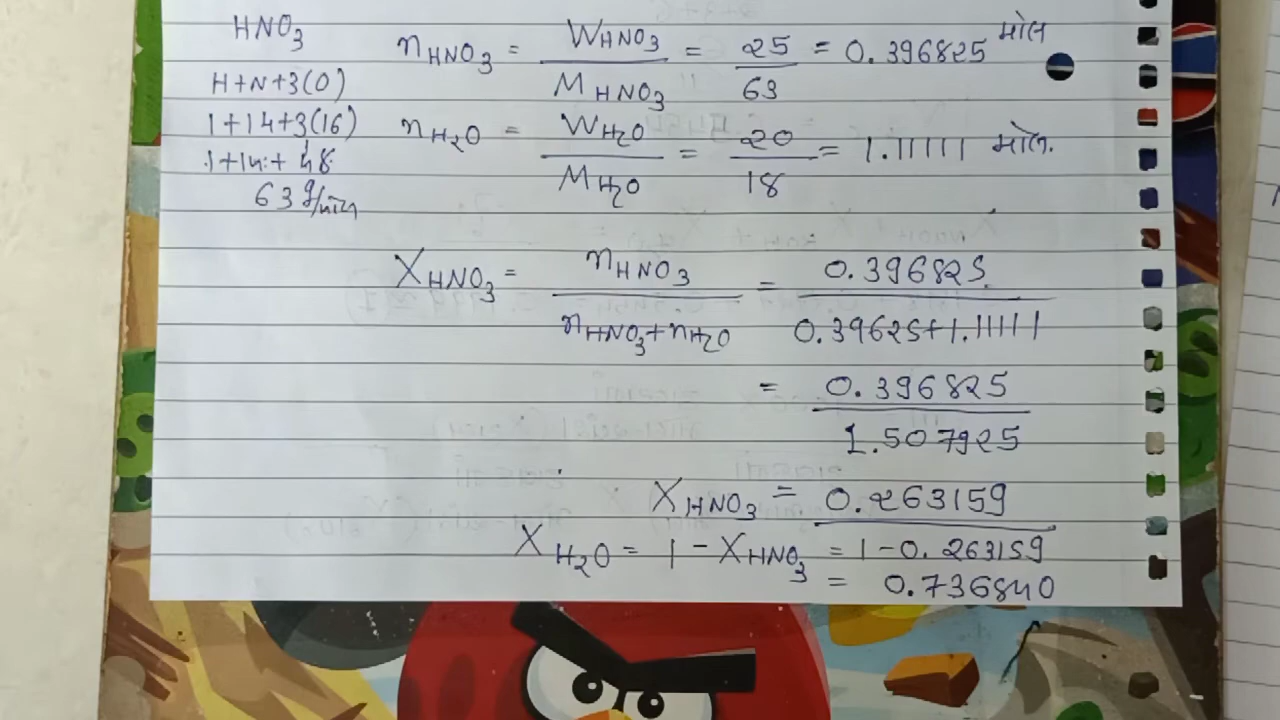 HNO₃
H+N+3(O)
1+14+3(16)
1+14+48
63 g/मोल
nHNO₃ = WHNO₃/MHNO₃ = 25/63 = 0.396825 मोल
nH₂O = WH₂O/MH₂O = 20/18 = 1.11111 मोल.
XHNO₃ = nHNO₃/nHNO₃+nH₂O = 0.396825/0.39625+1.11111
= 0.396825/1.507925
XHNO₃ = 0.263159
XH₂O = 1 - XHNO₃ = 1-0.263159
= 0.736840